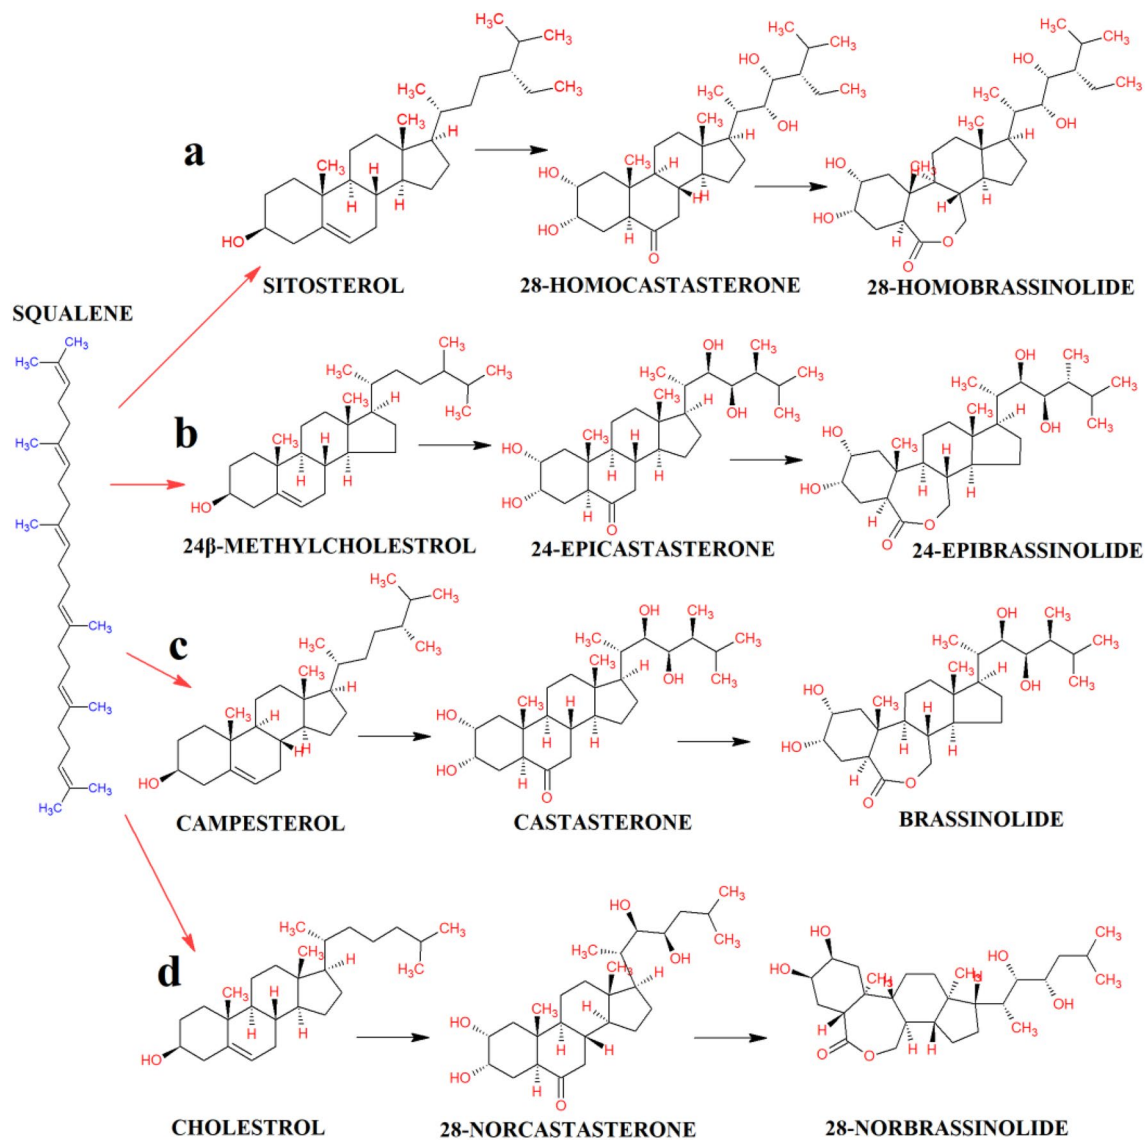 a
SITOSTEROL
28-HOMOCASTASTERONE
28-HOMOBRASSINOLIDE
SQUALENE
b
24β-METHYLCHOLESTROL
24-EPICASTASTERONE
24-EPIBRASSINOLIDE
c
CAMPESTEROL
CASTASTERONE
BRASSINOLIDE
d
CHOLESTROL
28-NORCASTASTERONE
28-NORBRASSINOLIDE